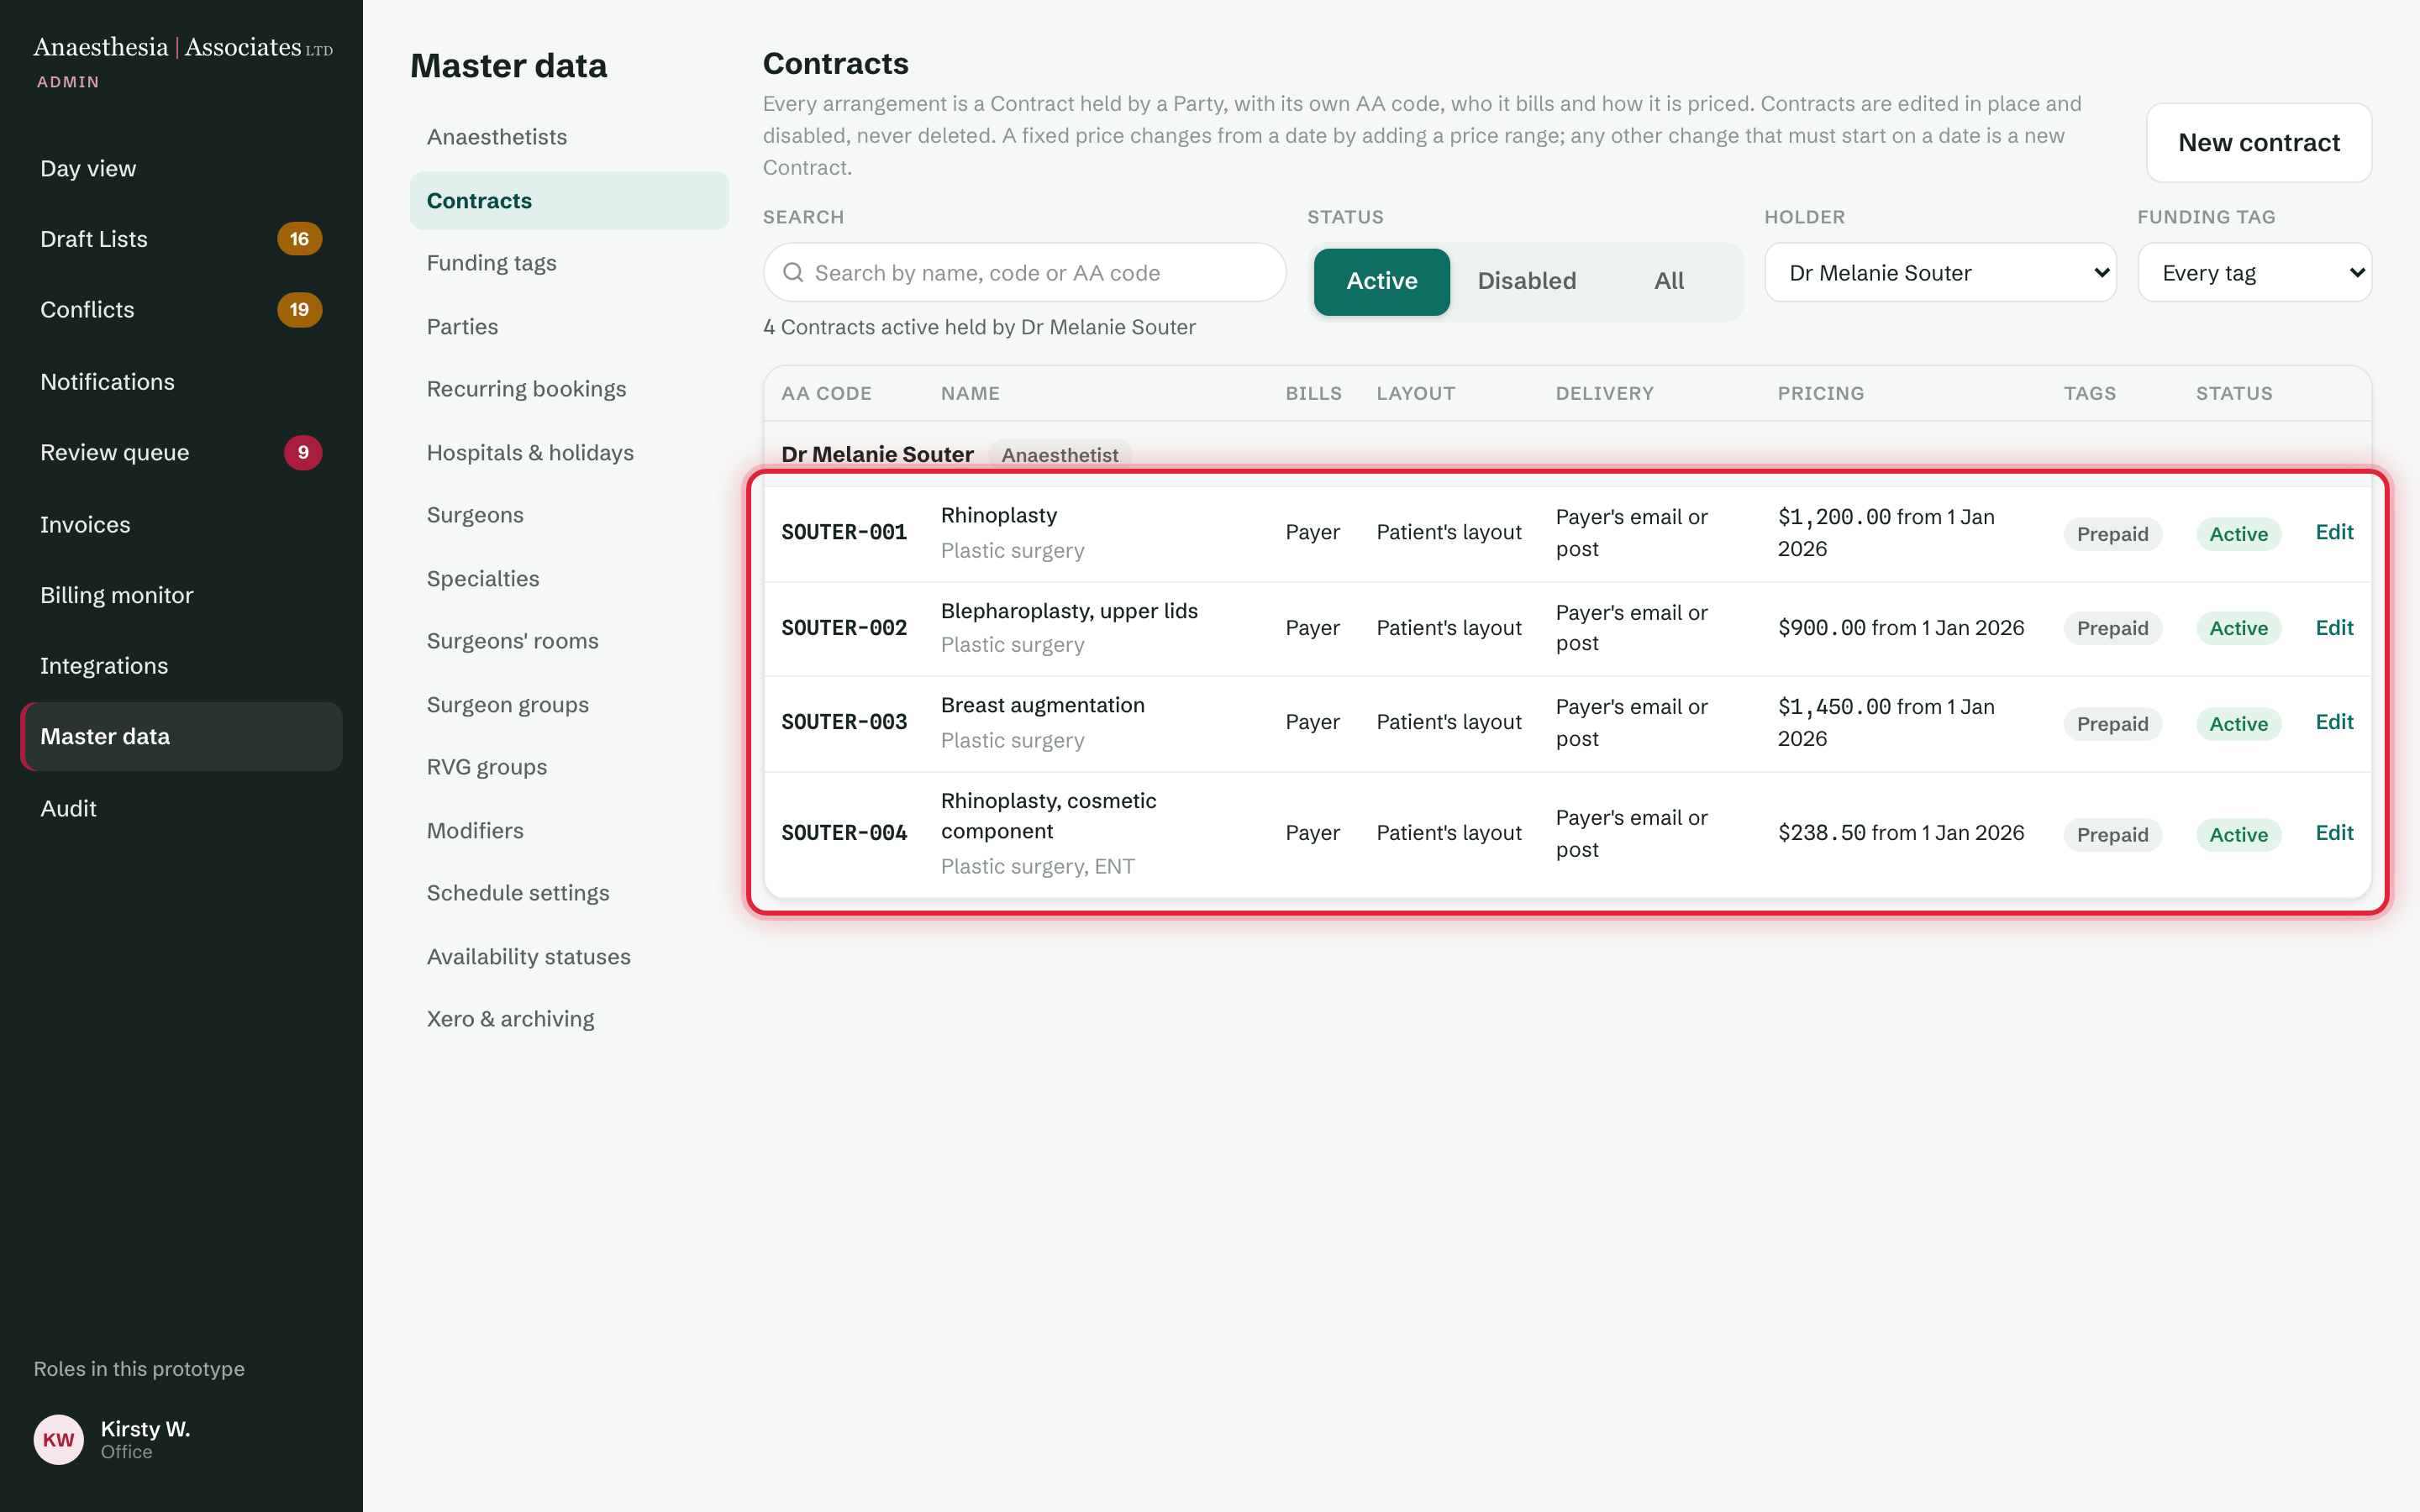 Anaesthesia | Associates LTD
ADMIN
Day view
Draft Lists 16
Conflicts 19
Notifications
Review queue 9
Invoices
Billing monitor
Integrations
Master data
Audit
Roles in this prototype
KW
Kirsty W.
Office
Master data
Anaesthetists
Contracts
Funding tags
Parties
Recurring bookings
Hospitals & holidays
Surgeons
Specialties
Surgeons' rooms
Surgeon groups
RVG groups
Modifiers
Schedule settings
Availability statuses
Xero & archiving
Contracts
Every arrangement is a Contract held by a Party, with its own AA code, who it bills and how it is priced. Contracts are edited in place and
disabled, never deleted. A fixed price changes from a date by adding a price range; any other change that must start on a date is a new
Contract.
New contract
SEARCH STATUS HOLDER FUNDING TAG
Search by name, code or AA code Active Disabled All Dr Melanie Souter Every tag
4 Contracts active held by Dr Melanie Souter
AA CODE NAME BILLS LAYOUT DELIVERY PRICING TAGS STATUS
Dr Melanie Souter Anaesthetist
SOUTER-001
Rhinoplasty
Plastic surgery
Payer
Patient's layout
Payer's email or
post
$1,200.00 from 1 Jan
2026
Prepaid
Active
Edit
SOUTER-002
Blepharoplasty, upper lids
Plastic surgery
Payer
Patient's layout
Payer's email or
post
$900.00 from 1 Jan 2026
Prepaid
Active
Edit
SOUTER-003
Breast augmentation
Plastic surgery
Payer
Patient's layout
Payer's email or
post
$1,450.00 from 1 Jan
2026
Prepaid
Active
Edit
SOUTER-004
Rhinoplasty, cosmetic
component
Plastic surgery, ENT
Payer
Patient's layout
Payer's email or
post
$238.50 from 1 Jan 2026
Prepaid
Active
Edit